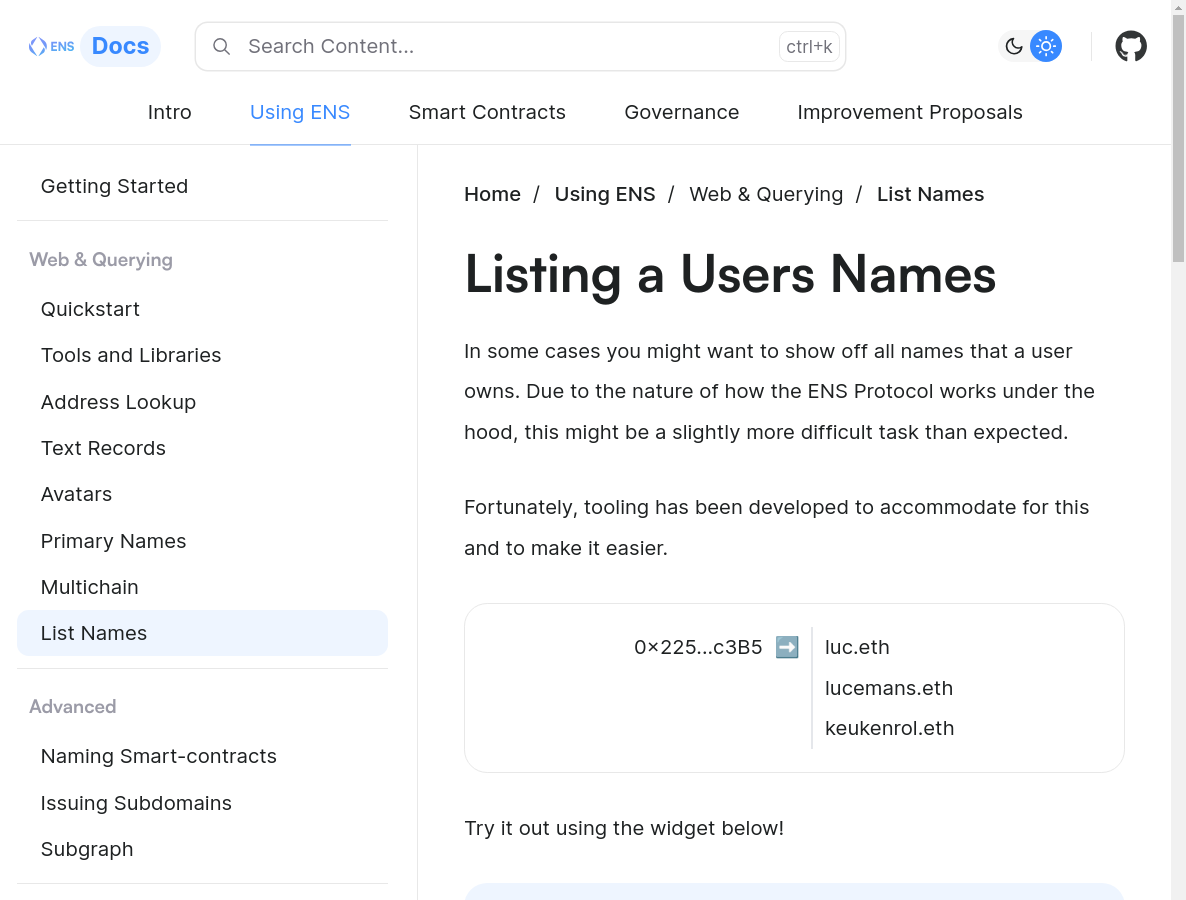 ENS Docs
Search Content...
ctrl+k
Intro
Using ENS
Smart Contracts
Governance
Improvement Proposals
Getting Started
Web & Querying
Quickstart
Tools and Libraries
Address Lookup
Text Records
Avatars
Primary Names
Multichain
List Names
Advanced
Naming Smart-contracts
Issuing Subdomains
Subgraph
Home / Using ENS / Web & Querying / List Names
Listing a Users Names
In some cases you might want to show off all names that a user
owns. Due to the nature of how the ENS Protocol works under the
hood, this might be a slightly more difficult task than expected.
Fortunately, tooling has been developed to accommodate for this
and to make it easier.
0x225...c3B5 ➡️ luc.eth
lucemans.eth
keukenrol.eth
Try it out using the widget below!